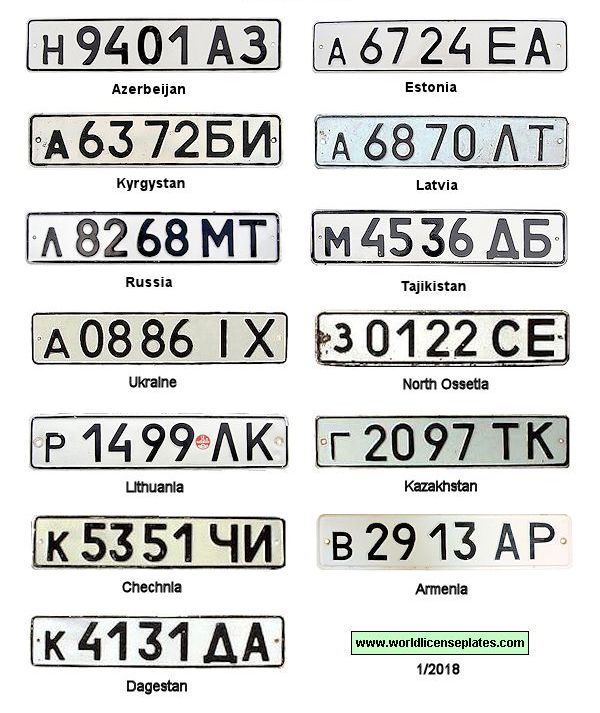 н 9401 АЗ
Azerbeijan
А 6724 ЕА
Estonia
А 6372 БИ
Kyrgystan
А 6870 ЛТ
Latvia
Л 8268 МТ
Russia
М 4536 ДБ
Tajikistan
А 0886 ІХ
Ukraine
З 0122 СЕ
North Ossetia
Р 1499 ЛК
Lithuania
Г 2097 ТК
Kazakhstan
К 5351 ЧИ
Chechnia
В 2913 АР
Armenia
К 4131 ДА
Dagestan
www.worldlicenseplates.com
1/2018